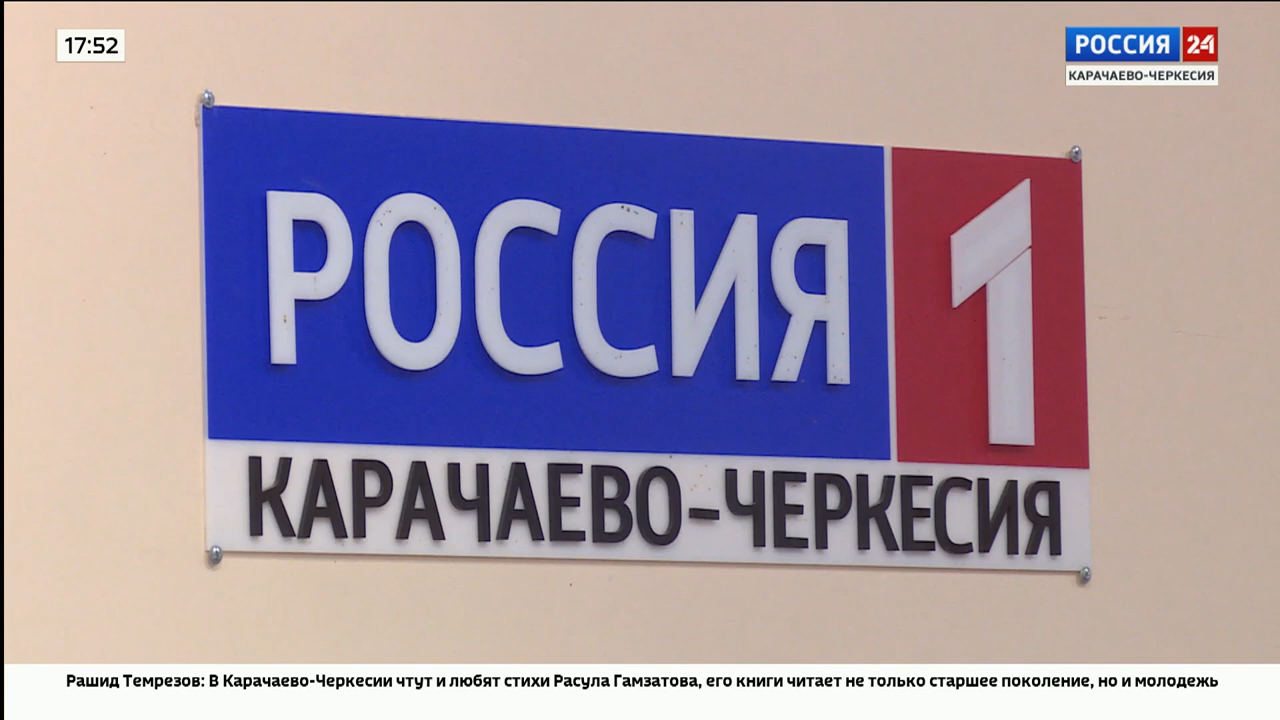 17:52
РОССИЯ 24
КАРАЧАЕВО-ЧЕРКЕСИЯ
РОССИЯ 1
КАРАЧАЕВО-ЧЕРКЕСИЯ
Рашид Темрезов: В Карачаево-Черкесии чтут и любят стихи Расула Гамзатова, его книги читает не только старшее поколение, но и молодежь